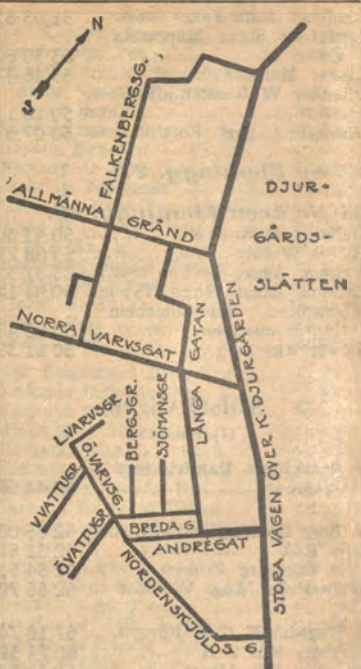 N
S
FALKENBERGSG.
DJUR-
GÅRDS-
SLÄTTEN
ALLMÄNNA GRÄND
NORRA VARVSGAT
LÅNGA GATAN
STORA VÄGEN ÖVER K. DJURGÅRDEN
L.VARVSGR.
Ö.VARVSG.
BERGSGR.
SJÖMANSGR
V.VATTUGR
Ö.VATTUGR
BREDA G
ANDRÉGAT
NORDENSKJÖLDS G.